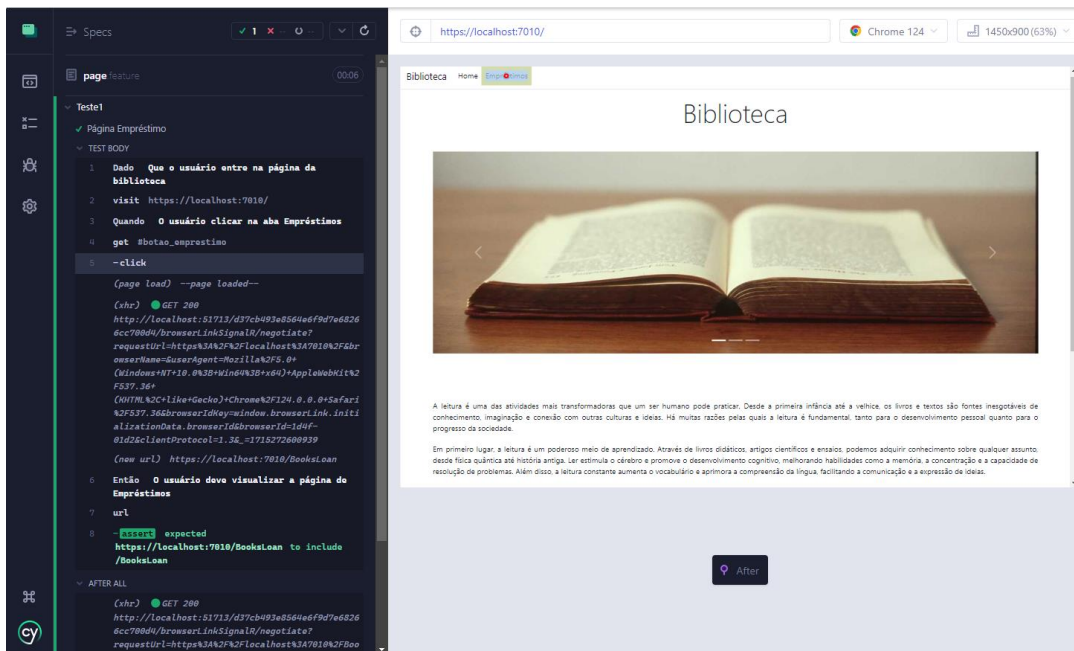 Specs
1
--
--
page.feature
00:06
Teste1
Página Empréstimo
TEST BODY
1 Dado Que o usuário entre na página da
biblioteca
2 visit https://localhost:7010/
3 Quando O usuário clicar na aba Empréstimos
4 get #botao_emprestimo
5 -click
(page load) --page loaded--
(xhr) GET 200
http://localhost:51713/d37cb493e8564e6f9d7e6826
6cc700d4/browserLinkSignalR/negotiate?
requestUrl=https%3A%2F%2Flocalhost%3A7010%2F&br
owserName=&userAgent=Mozilla%2F5.0+
(Windows+NT+10.0%3B+Win64%3B+x64)+AppleWebKit%2
F537.36+
(KHTML%2C+like+Gecko)+Chrome%2F124.0.0.0+Safari
%2F537.36&browserIdKey=window.browserLink.initi
alizationData.browserId&browserId=1d4f-
01d2&clientProtocol=1.3&_=1715272600939
(new url) https://localhost:7010/BooksLoan
6 Então O usuário deve visualizar a página de
Empréstimos
7 url
8 -assert expected
https://localhost:7010/BooksLoan to include
/BooksLoan
AFTER ALL
(xhr) GET 200
http://localhost:51713/d37cb493e8564e6f9d7e6826
6cc700d4/browserLinkSignalR/negotiate?
requestUrl=https%3A%2F%2Flocalhost%3A7010%2FBoo
cy
https://localhost:7010/
Chrome 124
1450x900 (63%)
Biblioteca Home Empréstimos
Biblioteca
A leitura é uma das atividades mais transformadoras que um ser humano pode praticar. Desde a primeira infância até a velhice, os livros e textos são fontes inesgotáveis de
conhecimento, imaginação e conexão com outras culturas e ideias. Há muitas razões pelas quais a leitura é fundamental, tanto para o desenvolvimento pessoal quanto para o
progresso da sociedade.
Em primeiro lugar, a leitura é um poderoso meio de aprendizado. Através de livros didáticos, artigos científicos e ensaios, podemos adquirir conhecimento sobre qualquer assunto,
desde física quântica até história antiga. Ler estimula o cérebro e promove o desenvolvimento cognitivo, melhorando habilidades como a memória, a concentração e a capacidade de
resolução de problemas. Além disso, a leitura constante aumenta o vocabulário e aprimora a compreensão da língua, facilitando a comunicação e a expressão de ideias.
After